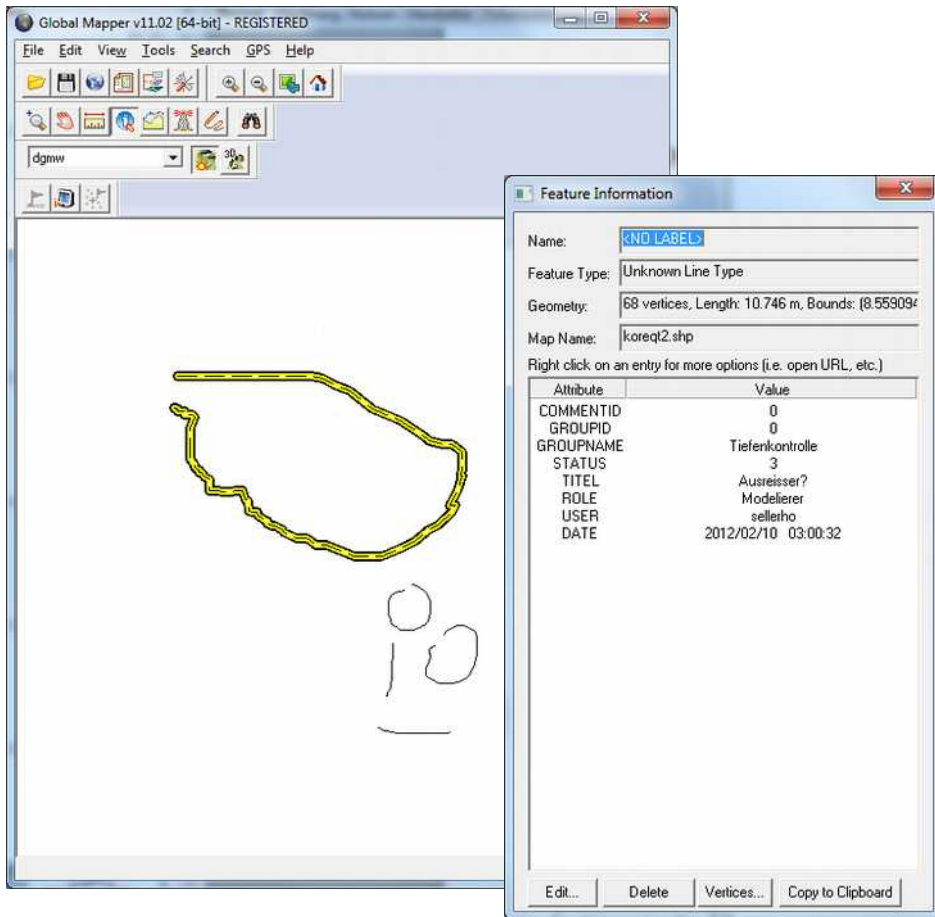 Global Mapper v11.02 [64-bit] - REGISTERED
File Edit View Tools Search GPS Help
dgmw
3D
Feature Information
Name: <NO LABEL>
Feature Type: Unknown Line Type
Geometry: 68 vertices, Length: 10.746 m, Bounds: (8.559094
Map Name: koreqt2.shp
Right click on an entry for more options (i.e. open URL, etc.)
Attribute Value
COMMENTID 0
GROUPID 0
GROUPNAME Tiefenkontrolle
STATUS 3
TITEL Ausreisser?
ROLE Modelierer
USER sellerho
DATE 2012/02/10 03:00:32
Edit... Delete Vertices... Copy to Clipboard